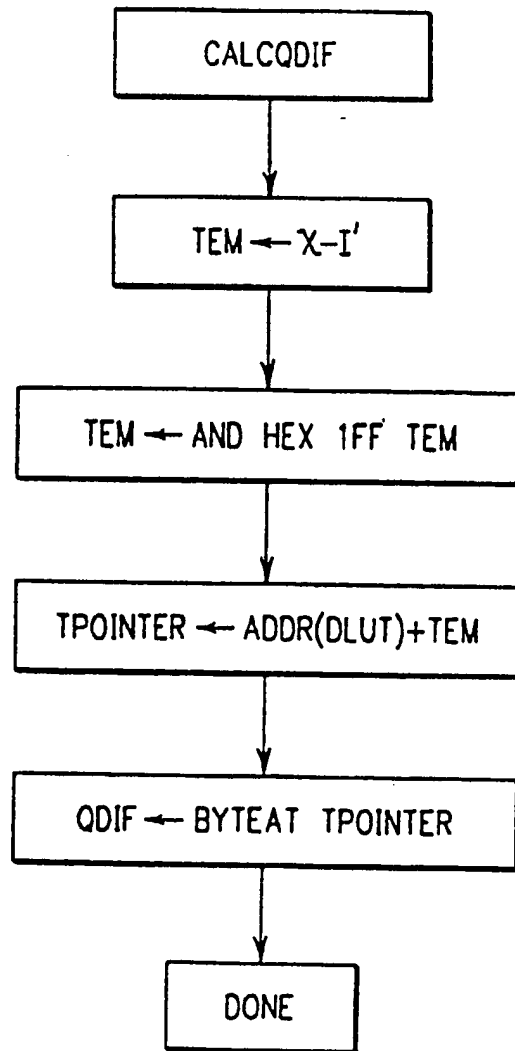 CALCQDIF
TEM ← X-I'
TEM ← AND HEX 1FF TEM
TPOINTER ← ADDR(DLUT)+TEM
QDIF ← BYTEAT TPOINTER
DONE